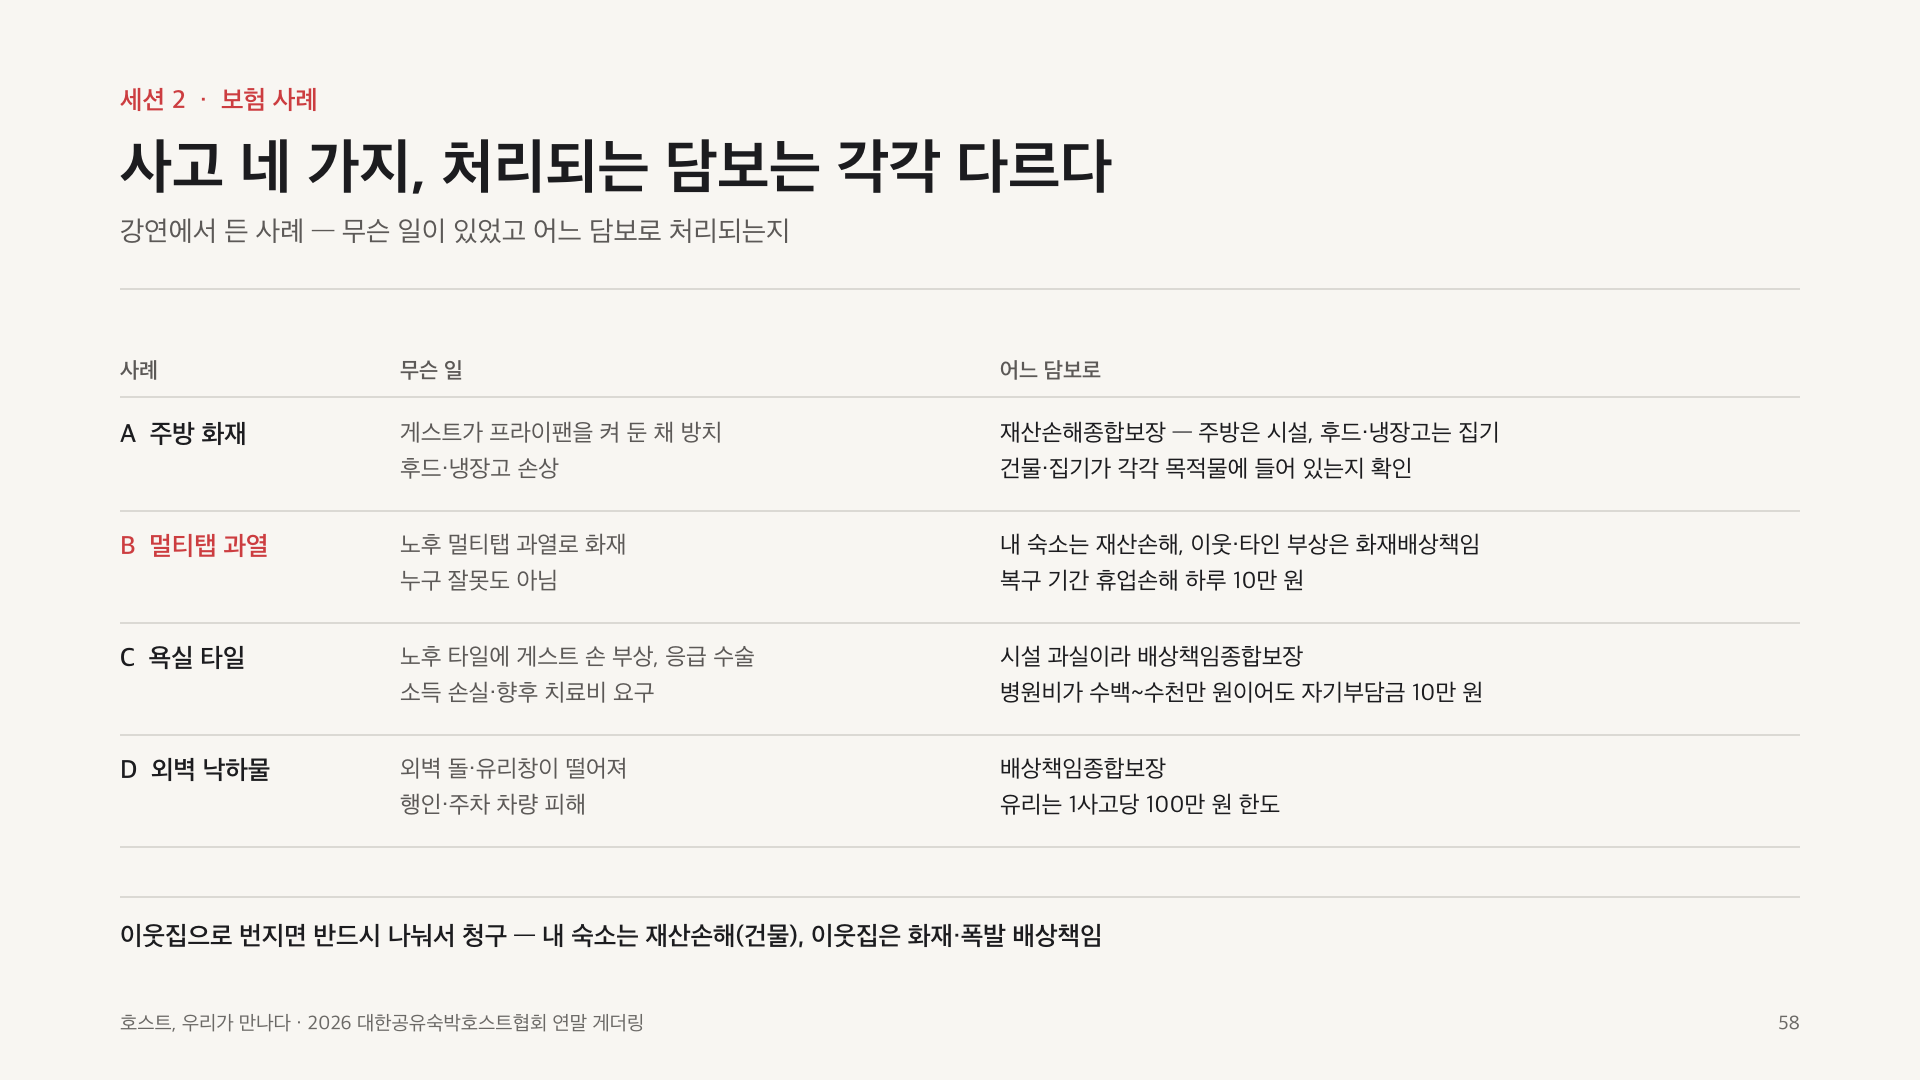 세션 2 · 보험 사례
사고 네 가지, 처리되는 담보는 각각 다르다
강연에서 든 사례 — 무슨 일이 있었고 어느 담보로 처리되는지
사례
무슨 일
어느 담보로
A 주방 화재
게스트가 프라이팬을 켜 둔 채 방치
후드·냉장고 손상
재산손해종합보장 — 주방은 시설, 후드·냉장고는 집기
건물·집기가 각각 목적물에 들어 있는지 확인
B 멀티탭 과열
노후 멀티탭 과열로 화재
누구 잘못도 아님
내 숙소는 재산손해, 이웃·타인 부상은 화재배상책임
복구 기간 휴업손해 하루 10만 원
C 욕실 타일
노후 타일에 게스트 손 부상, 응급 수술
소득 손실·향후 치료비 요구
시설 과실이라 배상책임종합보장
병원비가 수백~수천만 원이어도 자기부담금 10만 원
D 외벽 낙하물
외벽 돌·유리창이 떨어져
행인·주차 차량 피해
배상책임종합보장
유리는 1사고당 100만 원 한도
이웃집으로 번지면 반드시 나눠서 청구 — 내 숙소는 재산손해(건물), 이웃집은 화재·폭발 배상책임
호스트, 우리가 만나다 · 2026 대한공유숙박호스트협회 연말 게더링
58